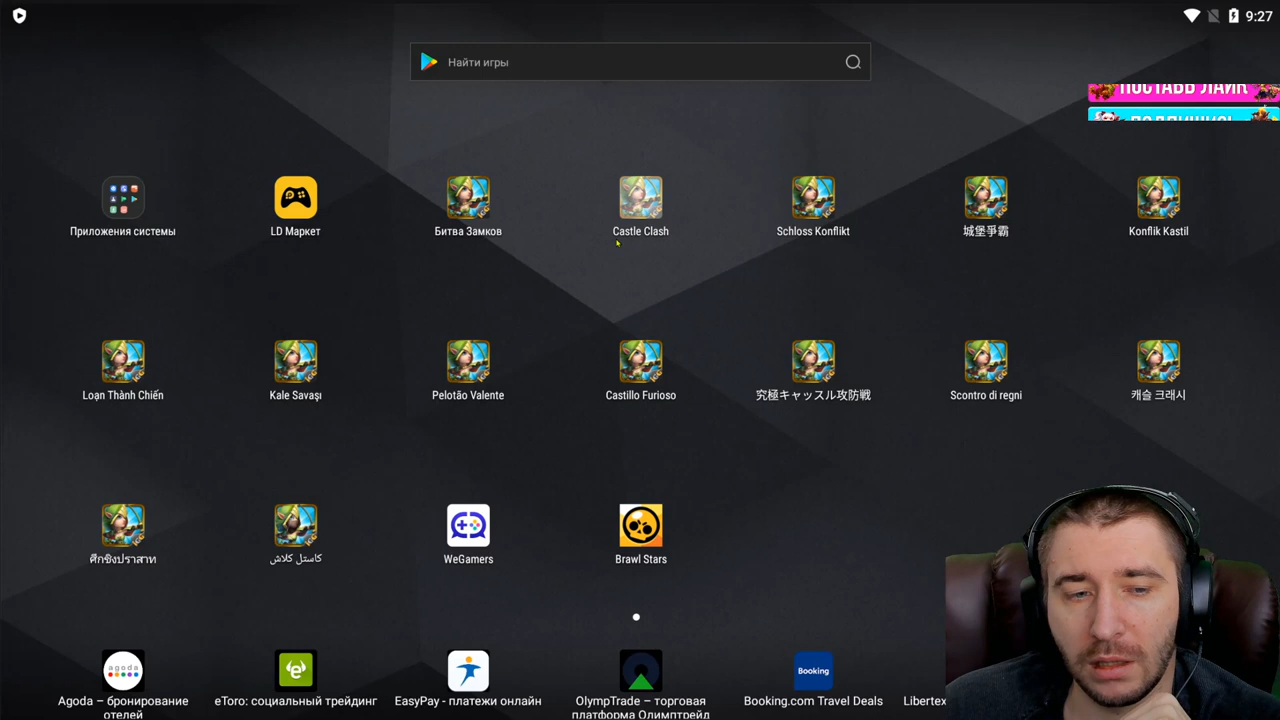 9:27
Найти игры
ПОСТАВЬ ЛАЙК
ПОДПИШИСЬ
Приложения системы
LD Маркет
Битва Замков
Castle Clash
Schloss Konflikt
城堡爭霸
Konflik Kastil
Loạn Thành Chiến
Kale Savaşı
Pelotão Valente
Castillo Furioso
究極キャッスル攻防戦
Scontro di regni
캐슬 크래시
ศึกชิงปราสาท
كاستل كلاش
WeGamers
Brawl Stars
agoda
Booking
Agoda – бронирование
отелей
eToro: социальный трейдинг
EasyPay - платежи онлайн
OlympTrade – торговая
платформа Олимптрейд
Booking.com Travel Deals
Libertex